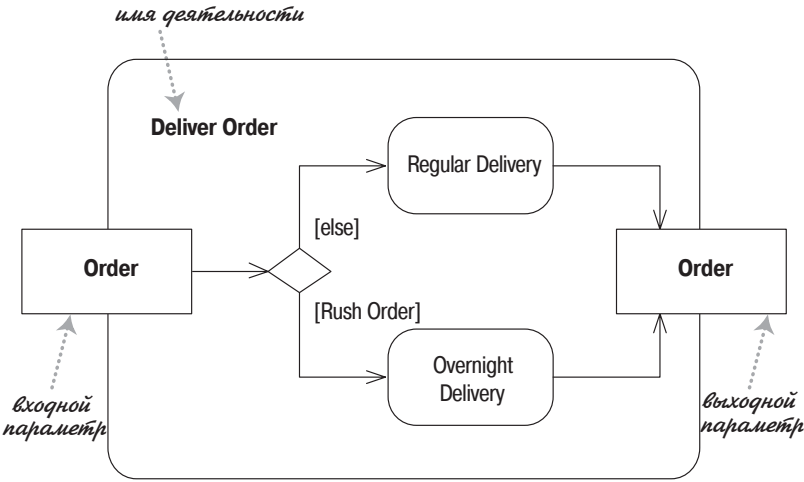 имя деятельности
Deliver Order
Regular Delivery
[else]
Order
Order
[Rush Order]
Overnight
Delivery
входной
параметр
выходной
параметр